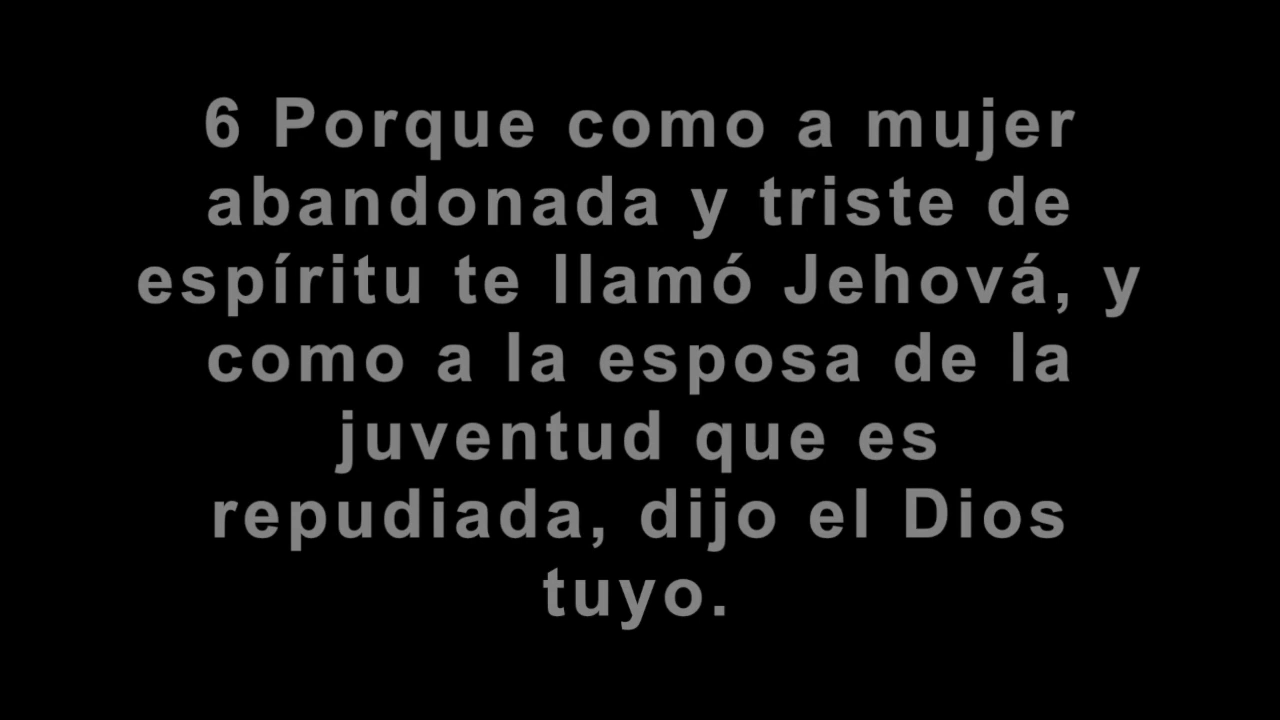 6 Porque como a mujer
abandonada y triste de
espíritu te llamó Jehová, y
como a la esposa de la
juventud que es
repudiada, dijo el Dios
tuyo.